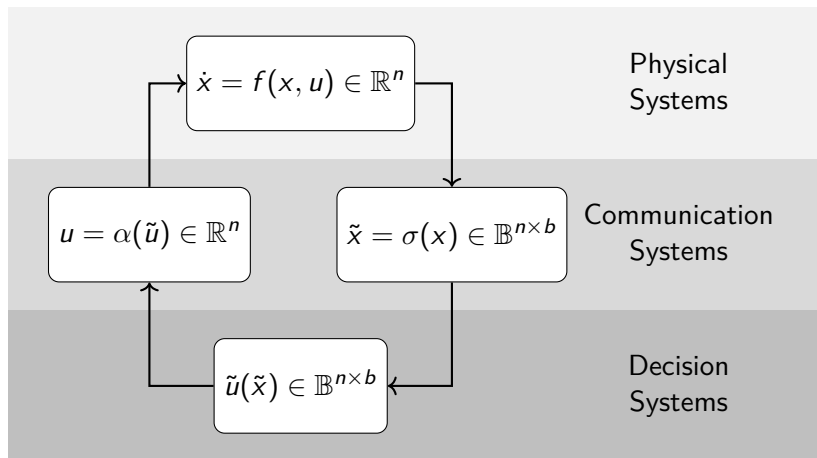 ẋ = f(x, u) ∈ ℝⁿ
Physical
Systems
u = α(ũ) ∈ ℝⁿ
x̃ = σ(x) ∈ 𝔹ⁿˣᵇ
Communication
Systems
ũ(x̃) ∈ 𝔹ⁿˣᵇ
Decision
Systems